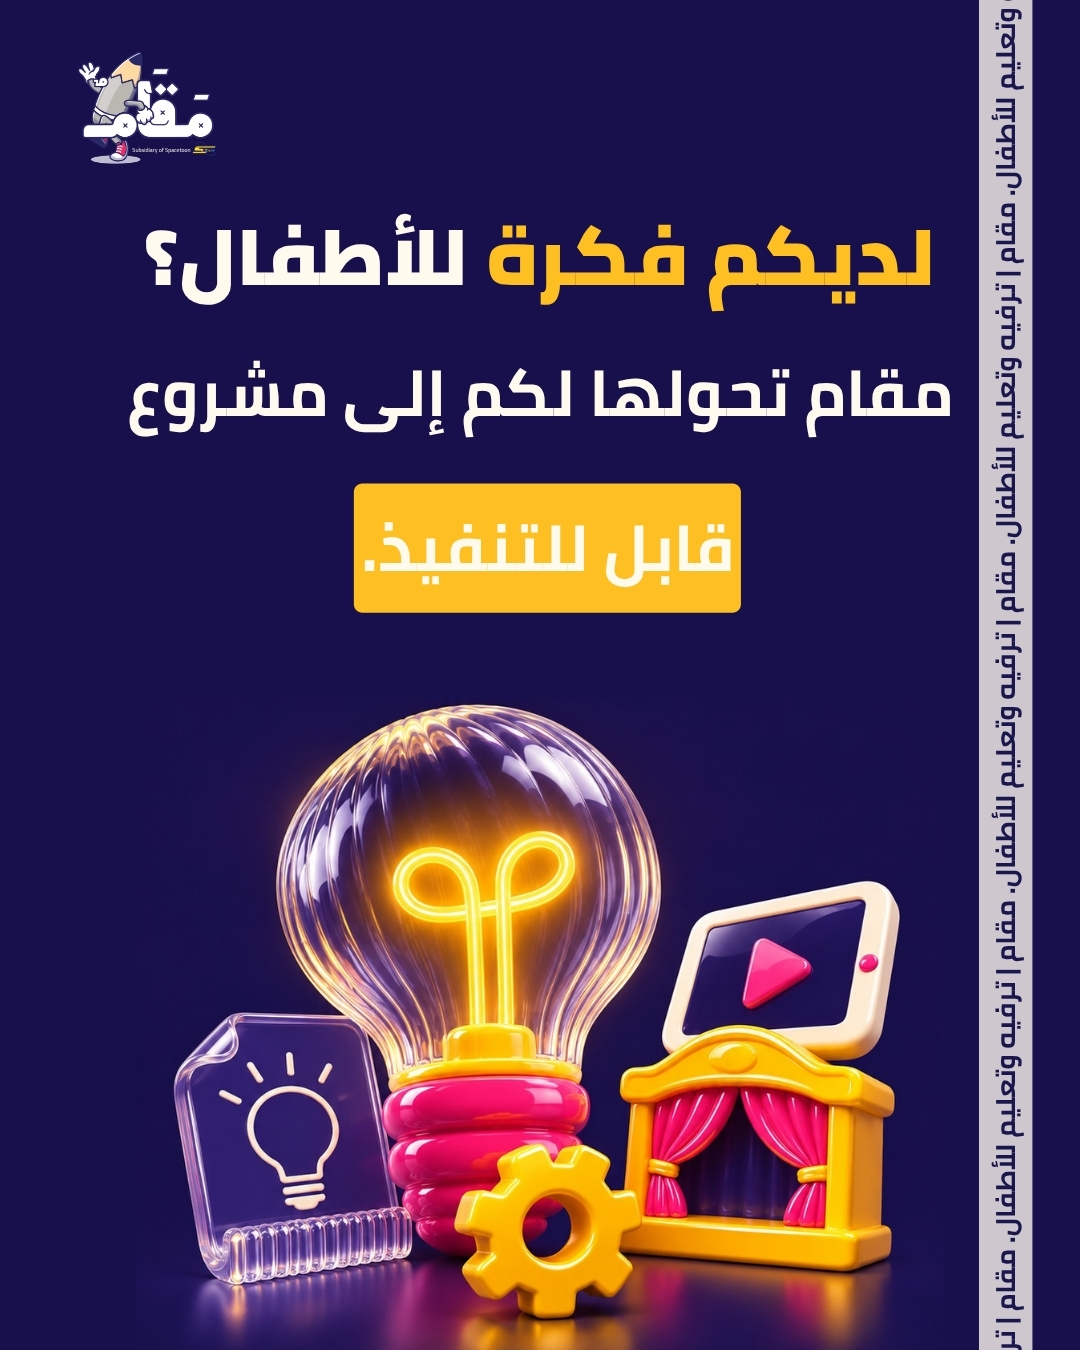 مَقَام
Subsidiary of Spacetoon
لديكم فكرة للأطفال؟
مقام تحولها لكم إلى مشروع
قابل للتنفيذ.
وتعليم للأطفال. مقام | ترفيه وتعليم للأطفال. مقام | ترفيه وتعليم للأطفال. مقام | ترفيه وتعليم للأطفال. مقام | تر